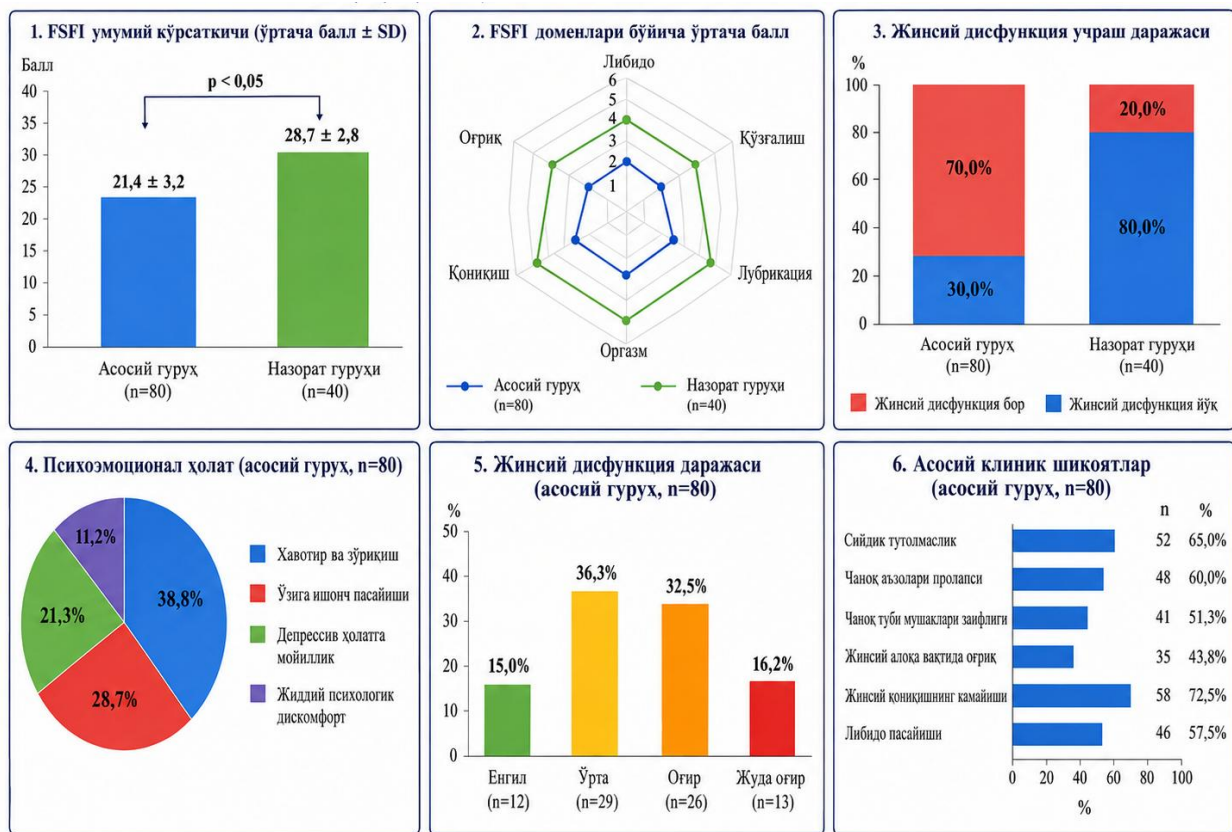 1. FSFI умумий кўрсаткичи (ўртача балл ± SD)
Балл
40
35
30
25
20
15
10
5
0
p < 0,05
21,4 ± 3,2
28,7 ± 2,8
Асосий гуруҳ
(n=80)
Назорат гуруҳи
(n=40)
2. FSFI доменлари бўйича ўртача балл
Либидо
6
5
4
3
2
1
Оғриқ
Қўзғалиш
Қониқиш
Лубрикация
Оргазм
Асосий гуруҳ
(n=80)
Назорат гуруҳи
(n=40)
3. Жинсий дисфункция учраш даражаси
%
100
80
60
40
20
0
70,0%
30,0%
20,0%
80,0%
Асосий гуруҳ
(n=80)
Назорат гуруҳи
(n=40)
Жинсий дисфункция бор
Жинсий дисфункция йўқ
4. Психоэмоционал ҳолат (асосий гуруҳ, n=80)
11,2%
38,8%
21,3%
28,7%
Хавотир ва зўриқиш
Ўзига ишонч пасайиши
Депрессив ҳолатга
мойиллик
Жиддий психологик
дискомфорт
5. Жинсий дисфункция даражаси
(асосий гуруҳ, n=80)
%
50
40
30
20
10
0
15,0%
36,3%
32,5%
16,2%
Енгил
(n=12)
Ўрта
(n=29)
Оғир
(n=26)
Жуда оғир
(n=13)
6. Асосий клиник шикоятлар
(асосий гуруҳ, n=80)
n %
Сийдик тутолмаслик 52 65,0%
Чаноқ аъзолари пролапси 48 60,0%
Чаноқ туби мушаклари заифлиги 41 51,3%
Жинсий алоқа вақтида оғриқ 35 43,8%
Жинсий қониқишнинг камайиши 58 72,5%
Либидо пасайиши 46 57,5%
0 20 40 60 80 100
%